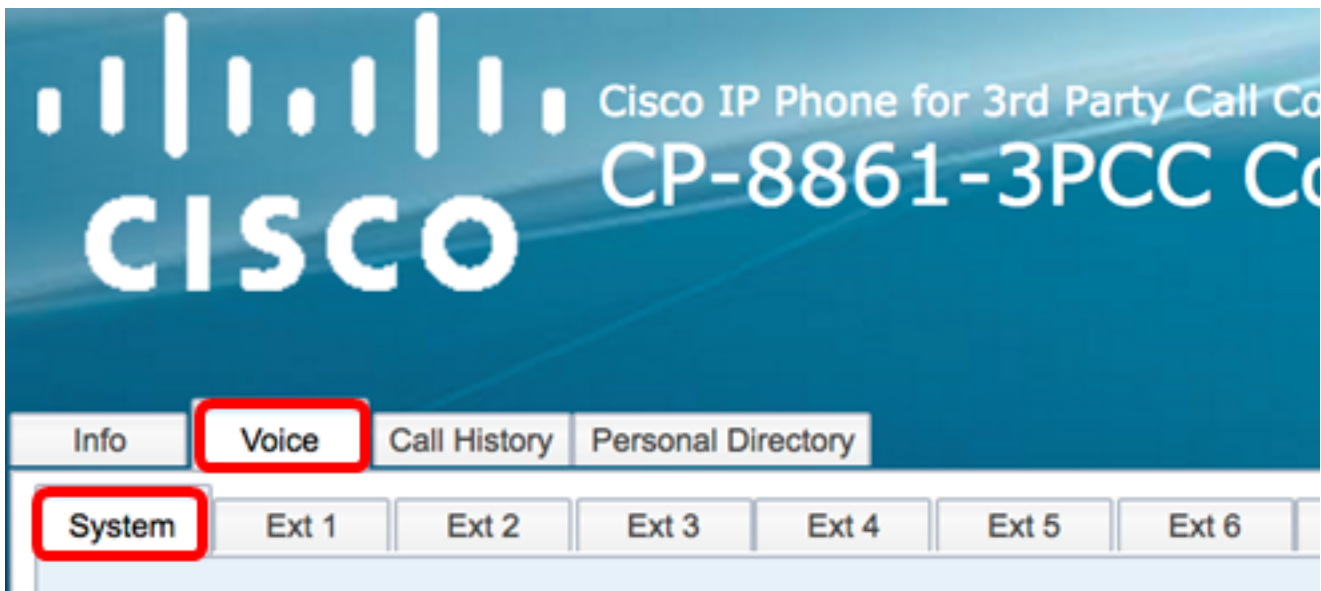 Cisco IP Phone for 3rd Party Call Co
CP-8861-3PCC Co
CISCO
Info Voice Call History Personal Directory
System Ext 1 Ext 2 Ext 3 Ext 4 Ext 5 Ext 6